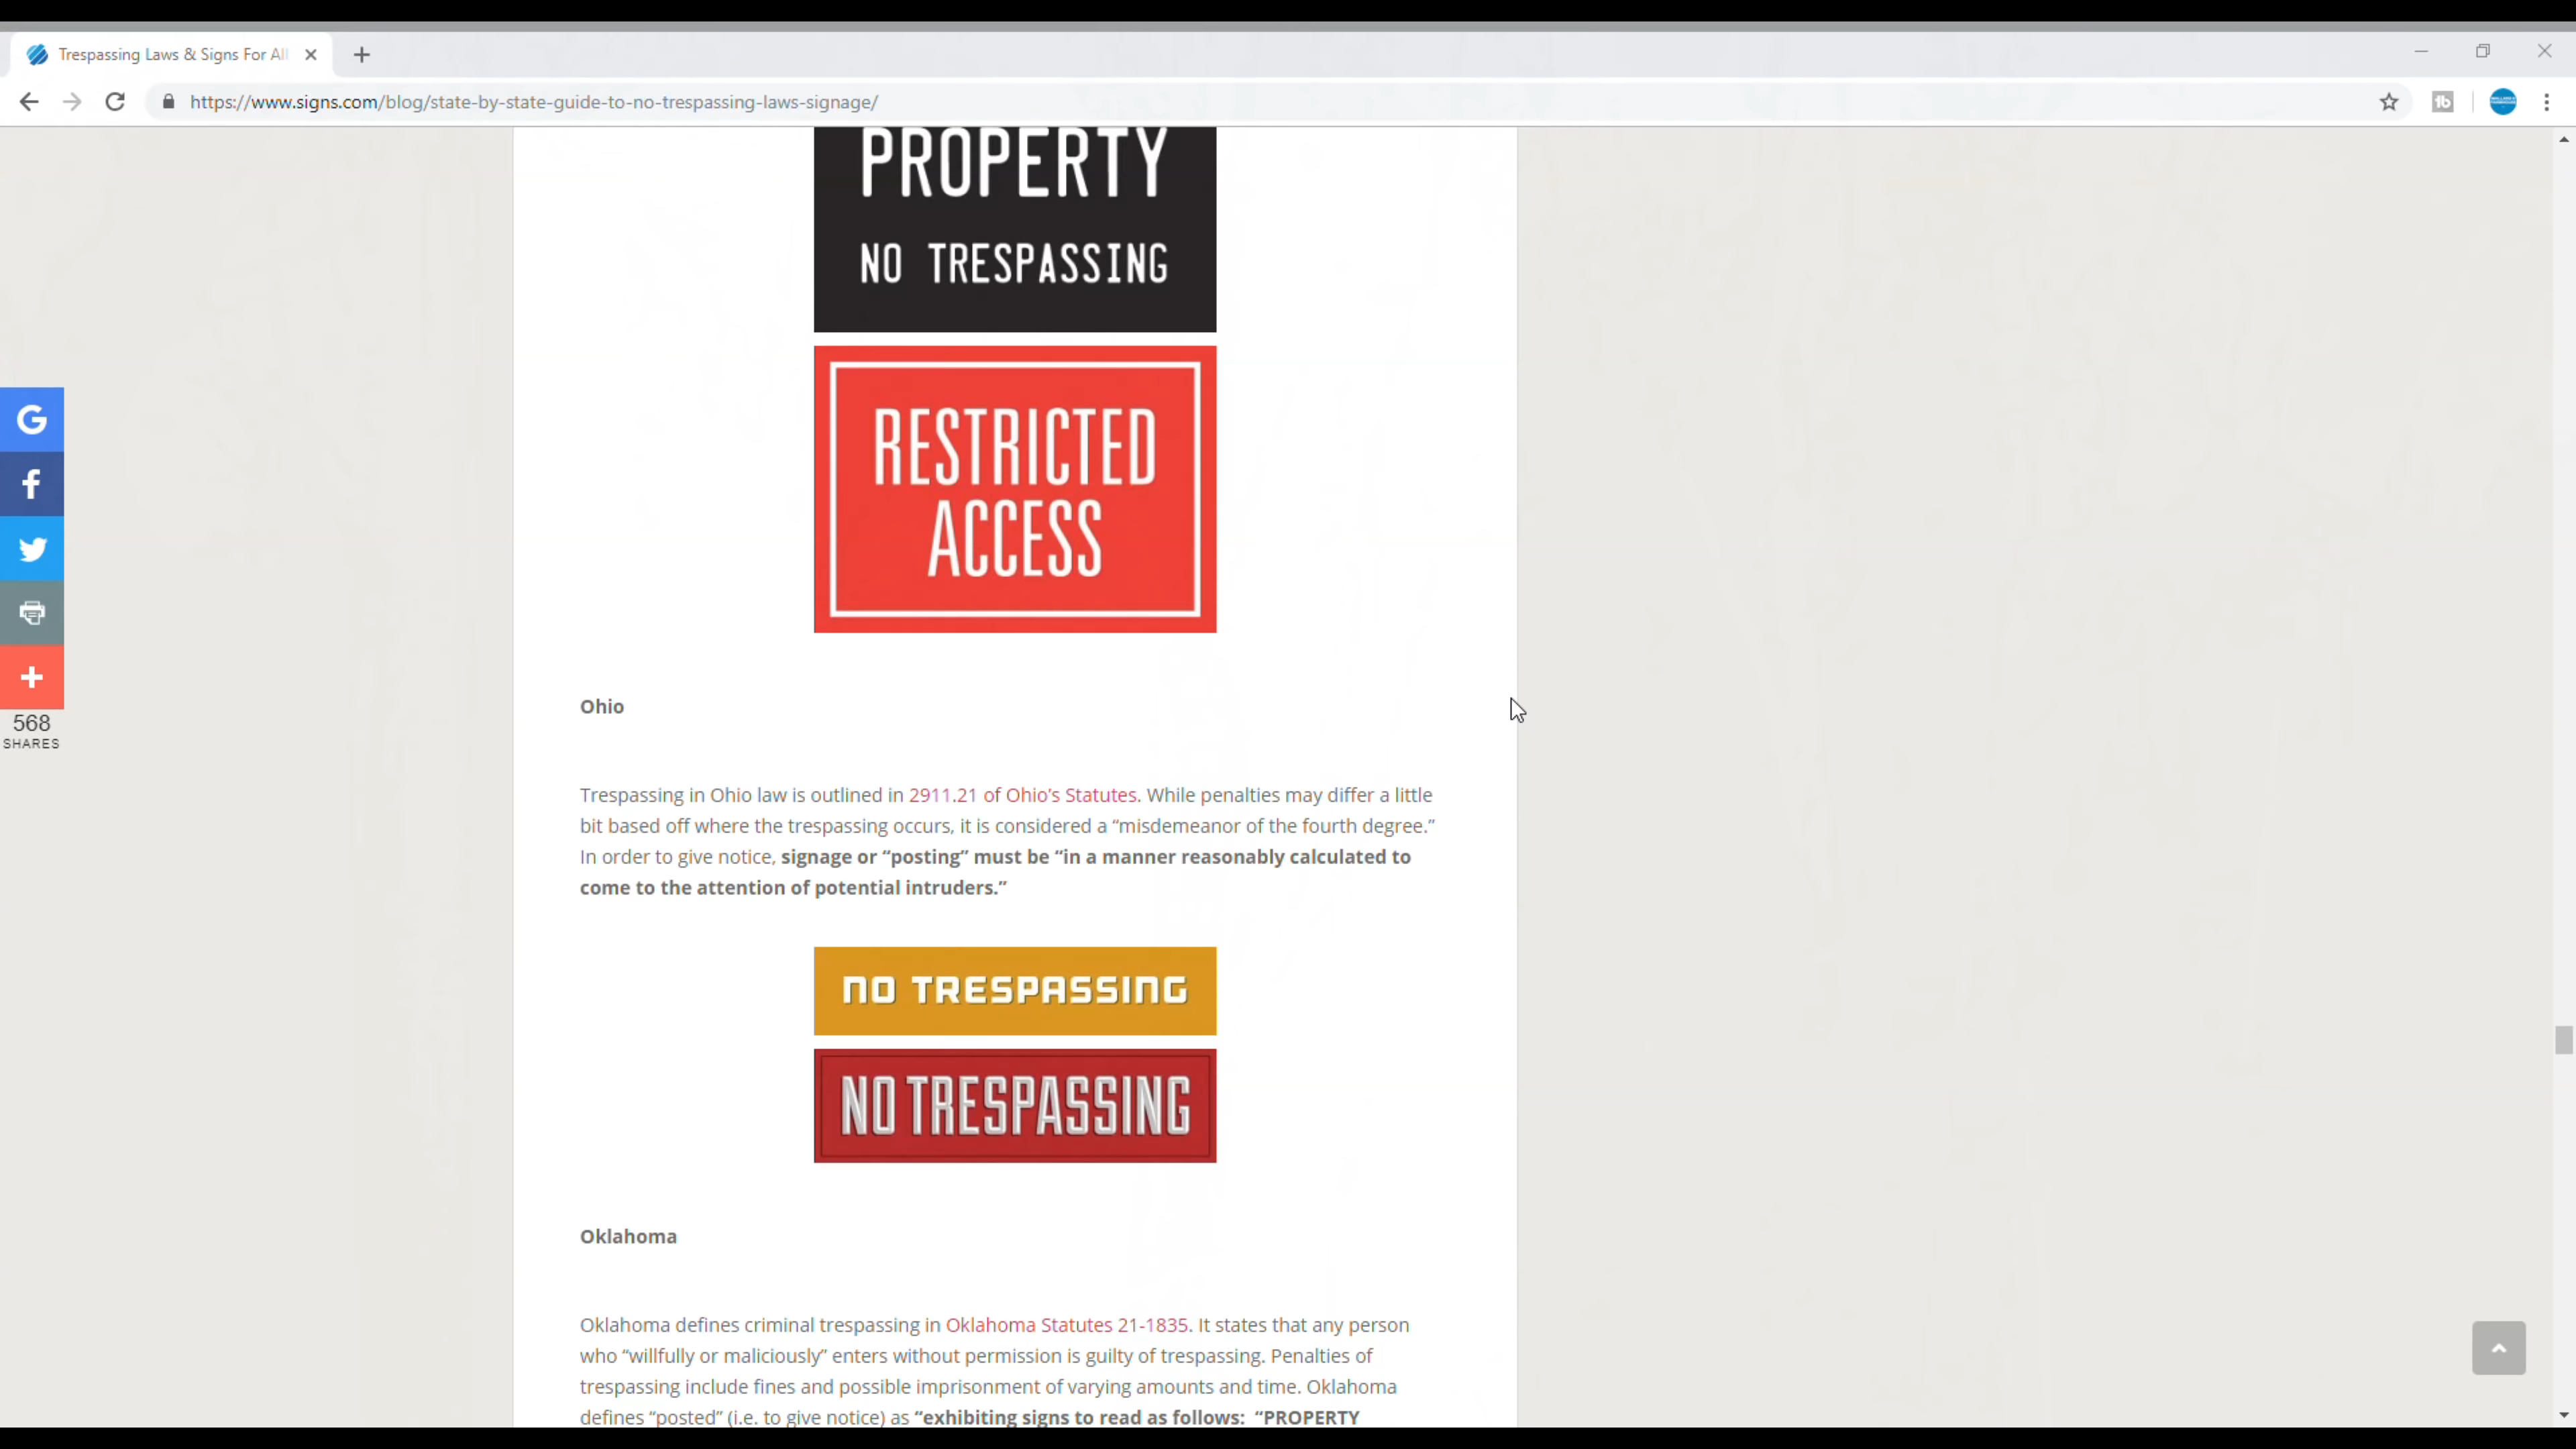 Trespassing Laws & Signs For All
https://www.signs.com/blog/state-by-state-guide-to-no-trespassing-laws-signage/
PROPERTY
NO TRESPASSING
RESTRICTED
ACCESS
568
SHARES
Ohio
Trespassing in Ohio law is outlined in 2911.21 of Ohio’s Statutes. While penalties may differ a little
bit based off where the trespassing occurs, it is considered a “misdemeanor of the fourth degree.”
In order to give notice, signage or “posting” must be “in a manner reasonably calculated to
come to the attention of potential intruders.”
NO TRESPASSING
NO TRESPASSING
Oklahoma
Oklahoma defines criminal trespassing in Oklahoma Statutes 21-1835. It states that any person
who “willfully or maliciously” enters without permission is guilty of trespassing. Penalties of
trespassing include fines and possible imprisonment of varying amounts and time. Oklahoma
defines “posted” (i.e. to give notice) as “exhibiting signs to read as follows: “PROPERTY